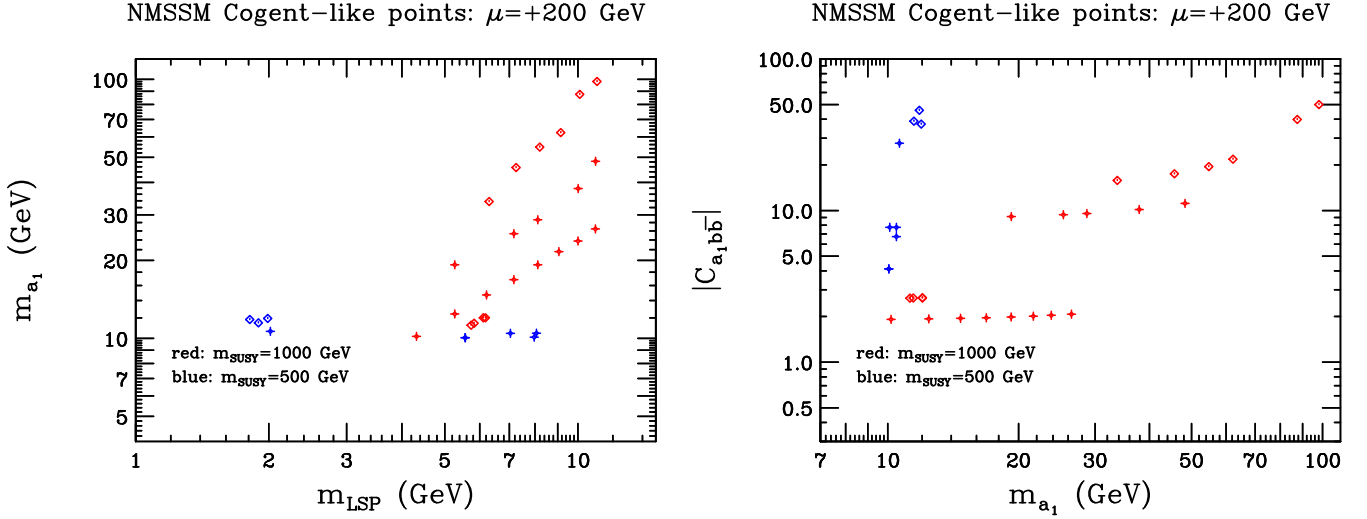 NMSSM Cogent-like points: μ=+200 GeV
100
70
50
30
20
10
7
5
m_{a_1} (GeV)
red: m_{SUSY}=1000 GeV
blue: m_{SUSY}=500 GeV
1 2 3 5 7 10
m_{LSP} (GeV)
NMSSM Cogent-like points: μ=+200 GeV
100.0
50.0
10.0
5.0
1.0
0.5
|C_{a_1b\overline{b}}|
red: m_{SUSY}=1000 GeV
blue: m_{SUSY}=500 GeV
7 10 20 30 50 70 100
m_{a_1} (GeV)